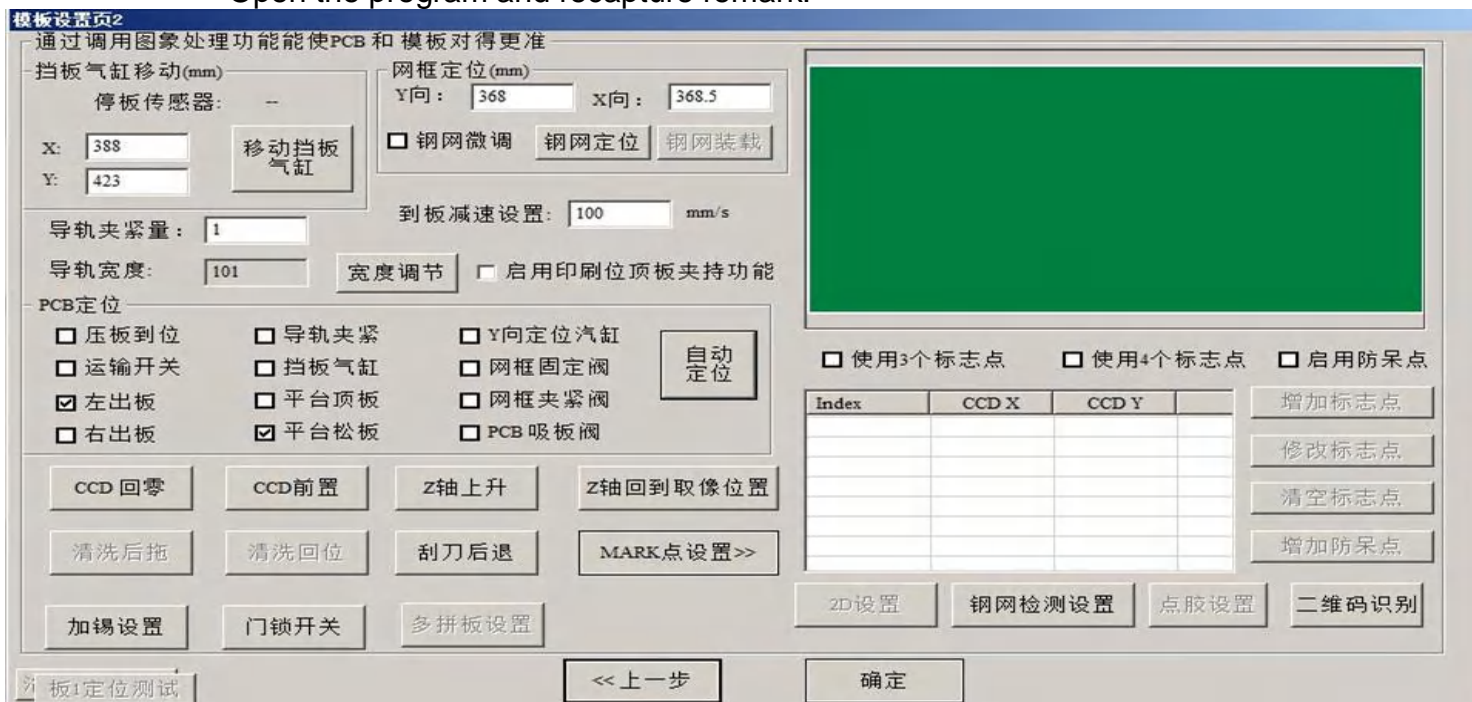 Open the program and recapture remark.
模板设置页2
通过调用图象处理功能能使PCB 和 模板对得更准
挡板气缸移动(mm)
停板传感器: --
X: 388
Y: 423
移动挡板
气缸
网框定位(mm)
Y向: 368 X向: 368.5
钢网微调 钢网定位 钢网装载
导轨夹紧量: 1
到板减速设置: 100 mm/s
导轨宽度: 101 宽度调节 启用印刷位顶板夹持功能
PCB定位
压板到位 导轨夹紧 Y向定位汽缸
运输开关 挡板气缸 网框固定阀
左出板 平台顶板 网框夹紧阀
右出板 平台松板 PCB 吸板阀
自动
定位
CCD 回零 CCD前置 Z轴上升 Z轴回到取像位置
清洗后拖 清洗回位 刮刀后退 MARK点设置>>
加锡设置 门锁开关 多拼板设置
使用3个标志点 使用4个标志点 启用防呆点
Index CCD X CCD Y
增加标志点
修改标志点
清空标志点
增加防呆点
2D设置 钢网检测设置 点胶设置 二维码识别
板1定位测试 <<上一步 确定